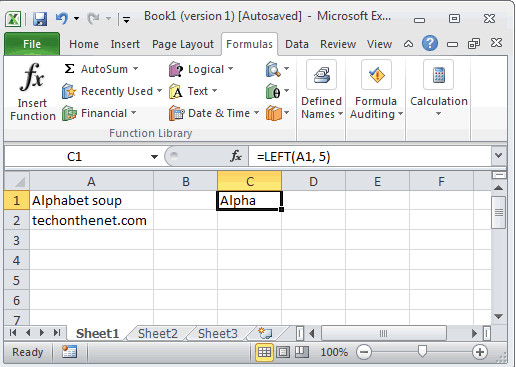 Book1 (version 1) [Autosaved] - Microsoft Ex...
File Home Insert Page Layout Formulas Data Review View
fx Insert Function
Σ AutoSum
Recently Used
Financial
Logical
A Text
Date & Time
θ
Function Library
Defined Names
Formula Auditing
Calculation
C1 fx =LEFT(A1, 5)
A B C D E F
1 Alphabet soup Alpha
2 techonthenet.com
3
4
5
6
7
Sheet1 Sheet2 Sheet3
Ready 100%